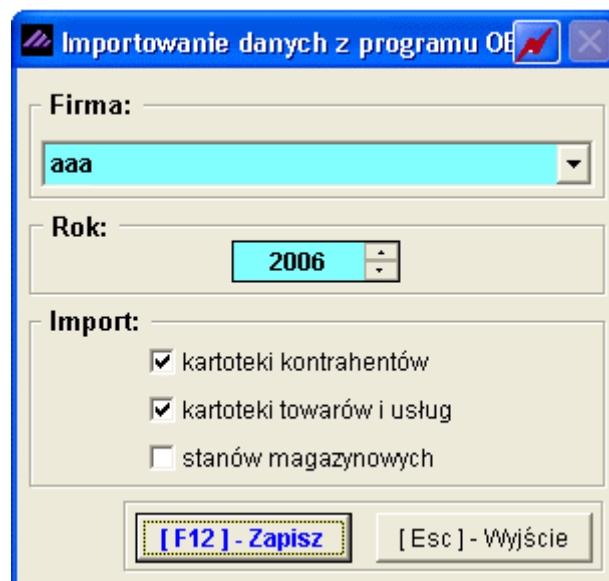 Importowanie danych z programu
Firma:
aaa
Rok:
2006
Import:
kartoteki kontrahentów
kartoteki towarów i usług
stanów magazynowych
[ F12 ] - Zapisz
[ Esc ] - Wyjście